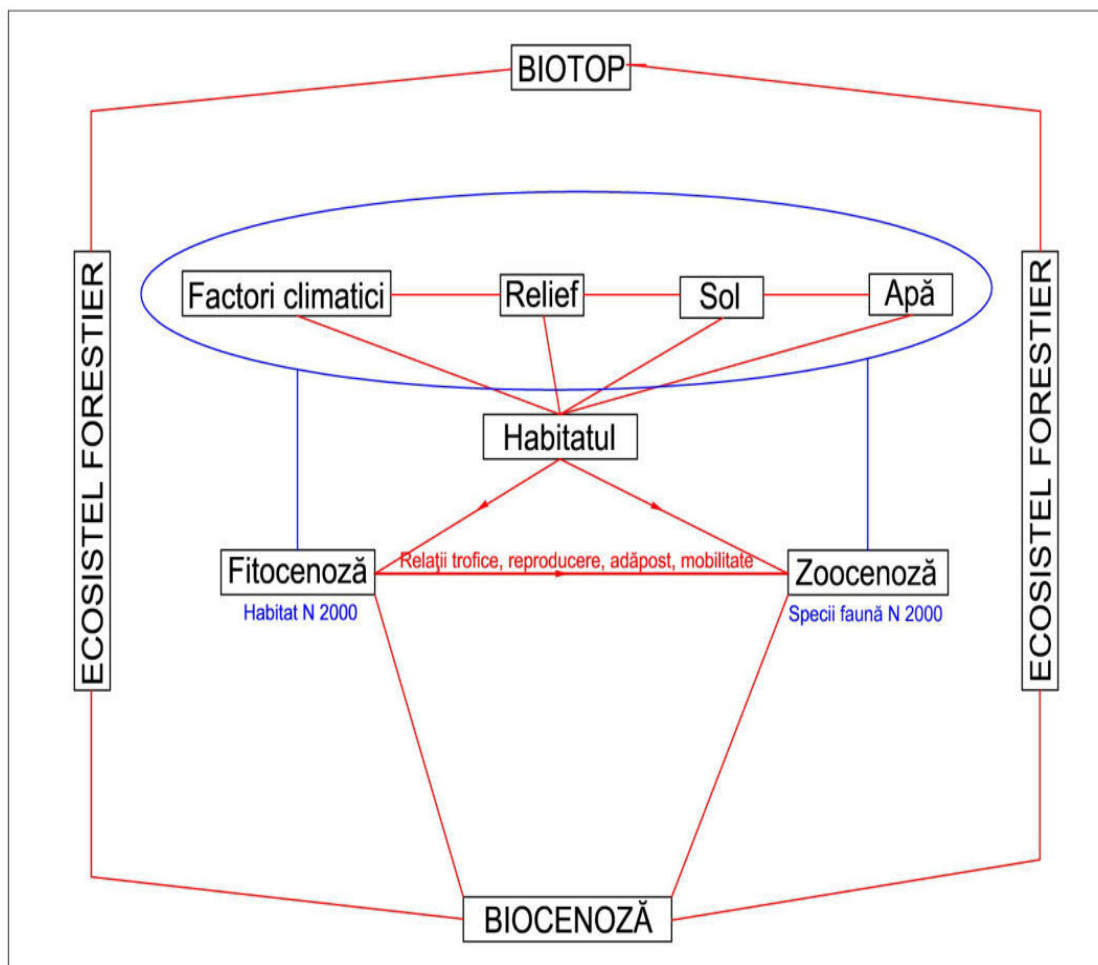 BIOTOP
ECOSISTEL FORESTIER
ECOSISTEL FORESTIER
Factori climatici
Relief
Sol
Apă
Habitatul
Fitocenoză
Relaţii trofice, reproducere, adăpost, mobilitate
Zoocenoză
Habitat N 2000
Specii faună N 2000
BIOCENOZĂ